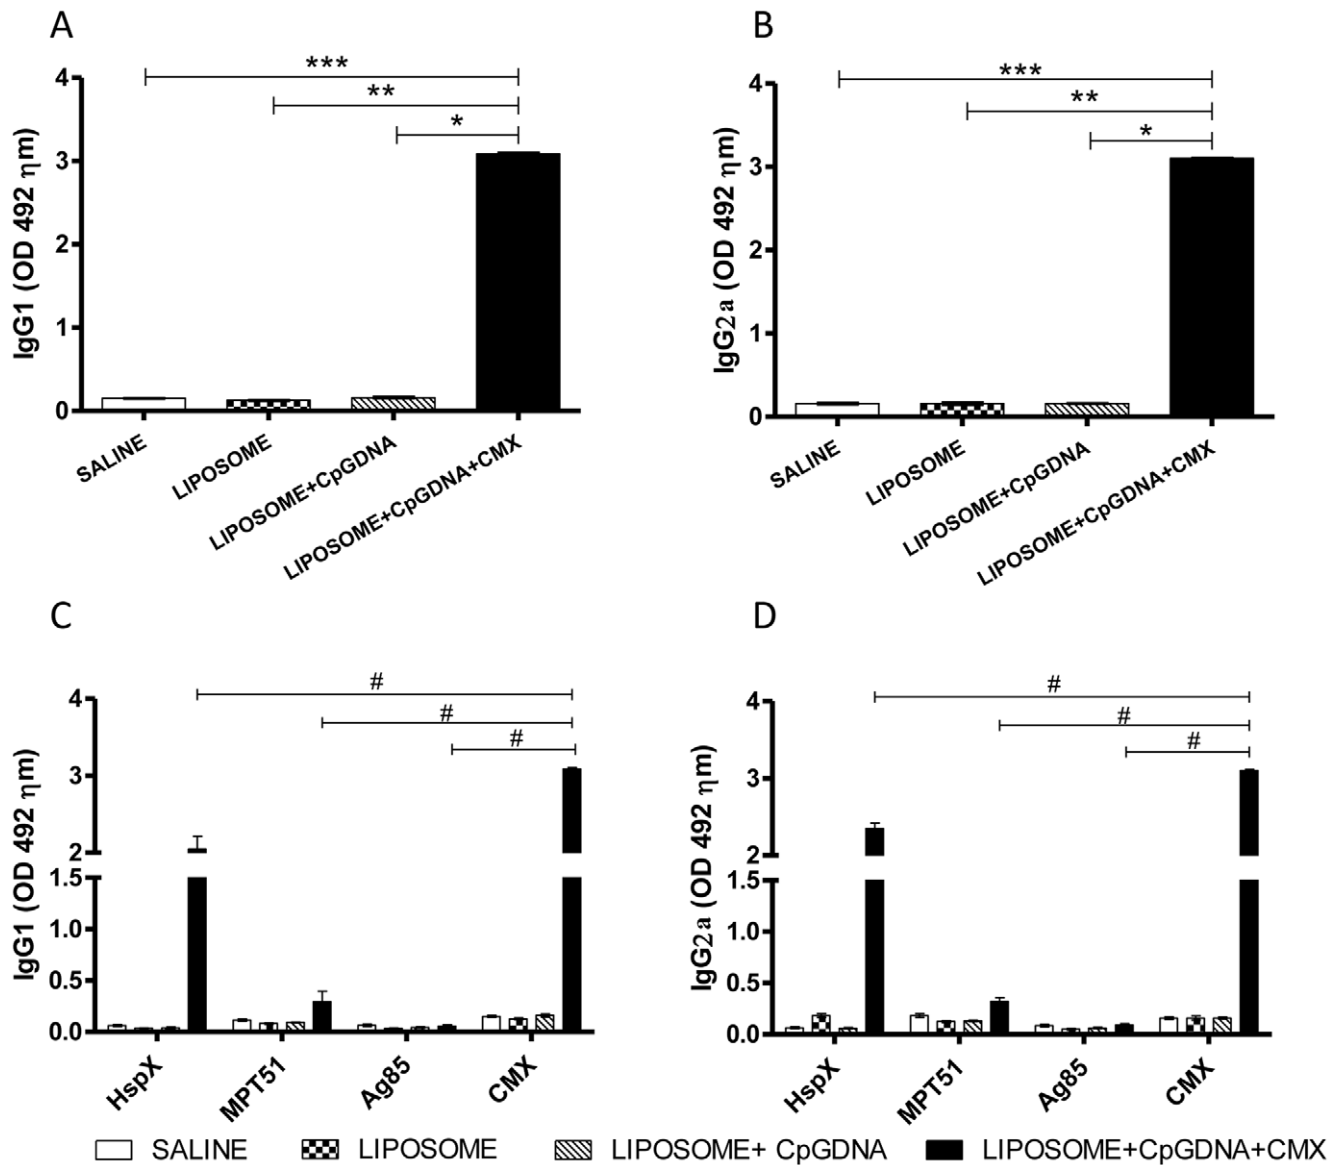 A
B
***
**
*
***
**
*
4
3
2
1
0
IgG1 (OD 492 ηm)
SALINE
LIPOSOME
LIPOSOME+CpGDNA
LIPOSOME+CpGDNA+CMX
4
3
2
1
0
IgG2a (OD 492 ηm)
SALINE
LIPOSOME
LIPOSOME+CpGDNA
LIPOSOME+CpGDNA+CMX
C
D
#
#
#
4
3
2
1.5
1.0
0.5
0.0
IgG1 (OD 492 ηm)
HspX
MPT51
Ag85
CMX
#
#
#
4
3
2
1.5
1.0
0.5
0.0
IgG2a (OD 492 ηm)
HspX
MPT51
Ag85
CMX
SALINE LIPOSOME LIPOSOME+ CpGDNA LIPOSOME+CpGDNA+CMX